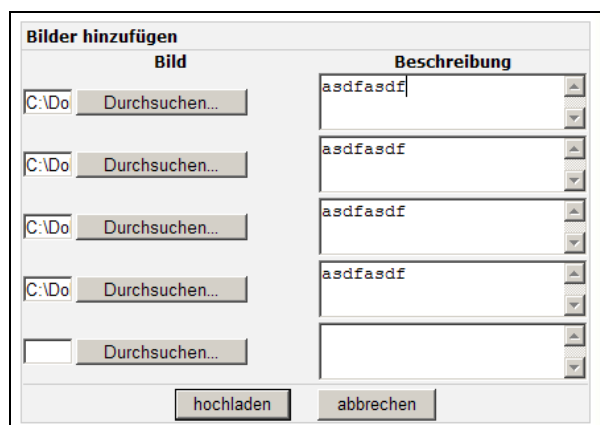 Bilder hinzufügen
Bild Beschreibung
C:\Do Durchsuchen... asdfasdf
C:\Do Durchsuchen... asdfasdf
C:\Do Durchsuchen... asdfasdf
C:\Do Durchsuchen... asdfasdf
Durchsuchen...
hochladen abbrechen